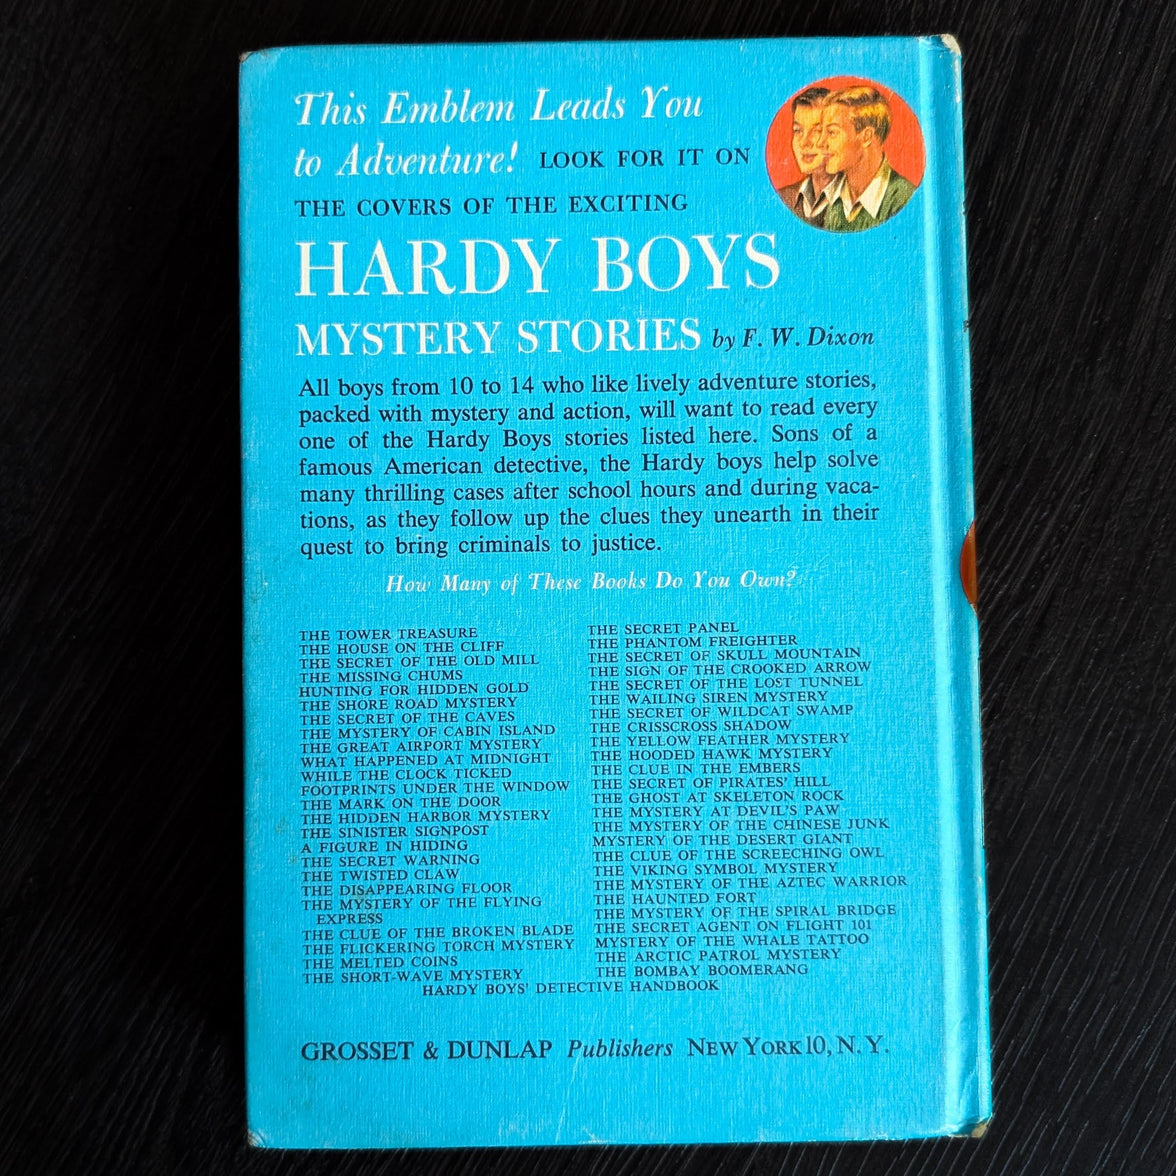 This Emblem Leads You
to Adventure! LOOK FOR IT ON
THE COVERS OF THE EXCITING
HARDY BOYS
MYSTERY STORIES by F. W. Dixon
All boys from 10 to 14 who like lively adventure stories,
packed with mystery and action, will want to read every
one of the Hardy Boys stories listed here. Sons of a
famous American detective, the Hardy boys help solve
many thrilling cases after school hours and during vaca-
tions, as they follow up the clues they unearth in their
quest to bring criminals to justice.
How Many of These Books Do You Own?
THE TOWER TREASURE
THE HOUSE ON THE CLIFF
THE SECRET OF THE OLD MILL
THE MISSING CHUMS
HUNTING FOR HIDDEN GOLD
THE SHORE ROAD MYSTERY
THE SECRET OF THE CAVES
THE MYSTERY OF CABIN ISLAND
THE GREAT AIRPORT MYSTERY
WHAT HAPPENED AT MIDNIGHT
WHILE THE CLOCK TICKED
FOOTPRINTS UNDER THE WINDOW
THE MARK ON THE DOOR
THE HIDDEN HARBOR MYSTERY
THE SINISTER SIGNPOST
A FIGURE IN HIDING
THE SECRET WARNING
THE TWISTED CLAW
THE DISAPPEARING FLOOR
THE MYSTERY OF THE FLYING
EXPRESS
THE CLUE OF THE BROKEN BLADE
THE FLICKERING TORCH MYSTERY
THE MELTED COINS
THE SHORT-WAVE MYSTERY
THE SECRET PANEL
THE PHANTOM FREIGHTER
THE SECRET OF SKULL MOUNTAIN
THE SIGN OF THE CROOKED ARROW
THE SECRET OF THE LOST TUNNEL
THE WAILING SIREN MYSTERY
THE SECRET OF WILDCAT SWAMP
THE CRISSCROSS SHADOW
THE YELLOW FEATHER MYSTERY
THE HOODED HAWK MYSTERY
THE CLUE IN THE EMBERS
THE SECRET OF PIRATES' HILL
THE GHOST AT SKELETON ROCK
THE MYSTERY AT DEVIL'S PAW
THE MYSTERY OF THE CHINESE JUNK
MYSTERY OF THE DESERT GIANT
THE CLUE OF THE SCREECHING OWL
THE VIKING SYMBOL MYSTERY
THE MYSTERY OF THE AZTEC WARRIOR
THE HAUNTED FORT
THE MYSTERY OF THE SPIRAL BRIDGE
THE SECRET AGENT ON FLIGHT 101
MYSTERY OF THE WHALE TATTOO
THE ARCTIC PATROL MYSTERY
THE BOMBAY BOOMERANG
HARDY BOYS' DETECTIVE HANDBOOK
GROSSET & DUNLAP Publishers NEW YORK 10, N. Y.